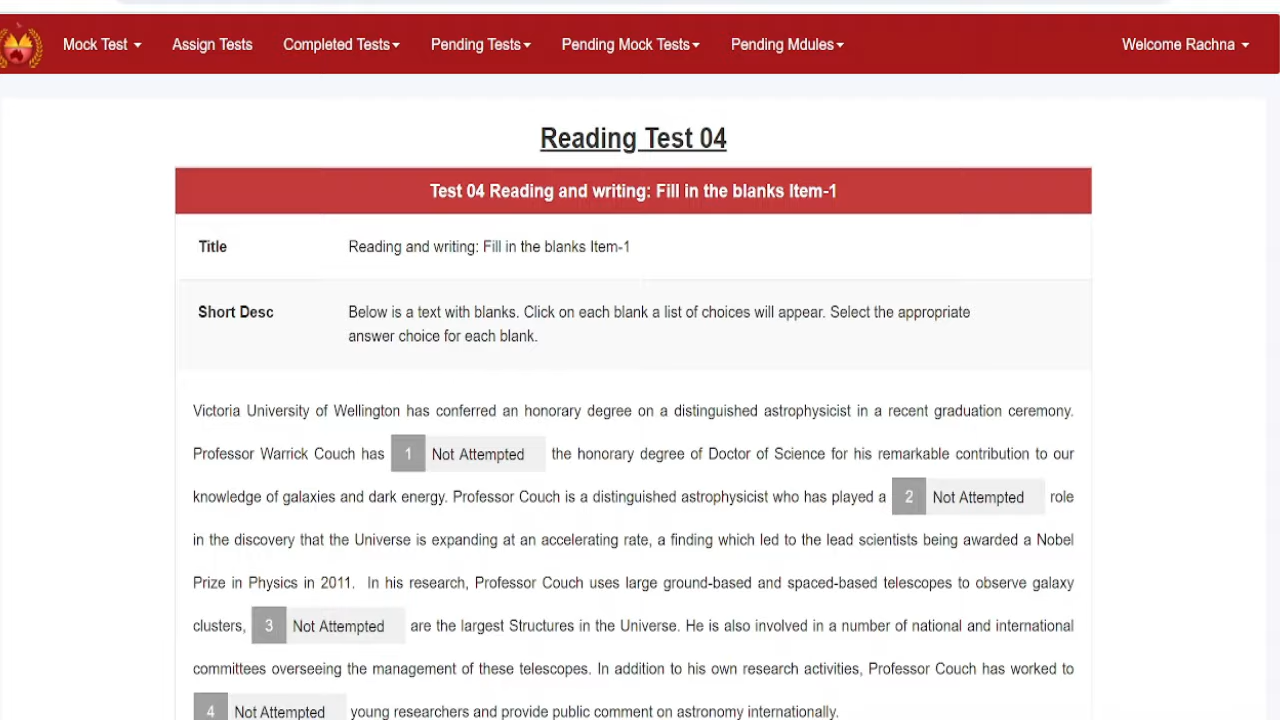 Mock Test Assign Tests Completed Tests Pending Tests Pending Mock Tests Pending Mdules Welcome Rachna
Reading Test 04
Test 04 Reading and writing: Fill in the blanks Item-1
Title Reading and writing: Fill in the blanks Item-1
Short Desc Below is a text with blanks. Click on each blank a list of choices will appear. Select the appropriate
answer choice for each blank.
Victoria University of Wellington has conferred an honorary degree on a distinguished astrophysicist in a recent graduation ceremony.
Professor Warrick Couch has 1 Not Attempted the honorary degree of Doctor of Science for his remarkable contribution to our
knowledge of galaxies and dark energy. Professor Couch is a distinguished astrophysicist who has played a 2 Not Attempted role
in the discovery that the Universe is expanding at an accelerating rate, a finding which led to the lead scientists being awarded a Nobel
Prize in Physics in 2011. In his research, Professor Couch uses large ground-based and spaced-based telescopes to observe galaxy
clusters, 3 Not Attempted are the largest Structures in the Universe. He is also involved in a number of national and international
committees overseeing the management of these telescopes. In addition to his own research activities, Professor Couch has worked to
4 Not Attempted young researchers and provide public comment on astronomy internationally.